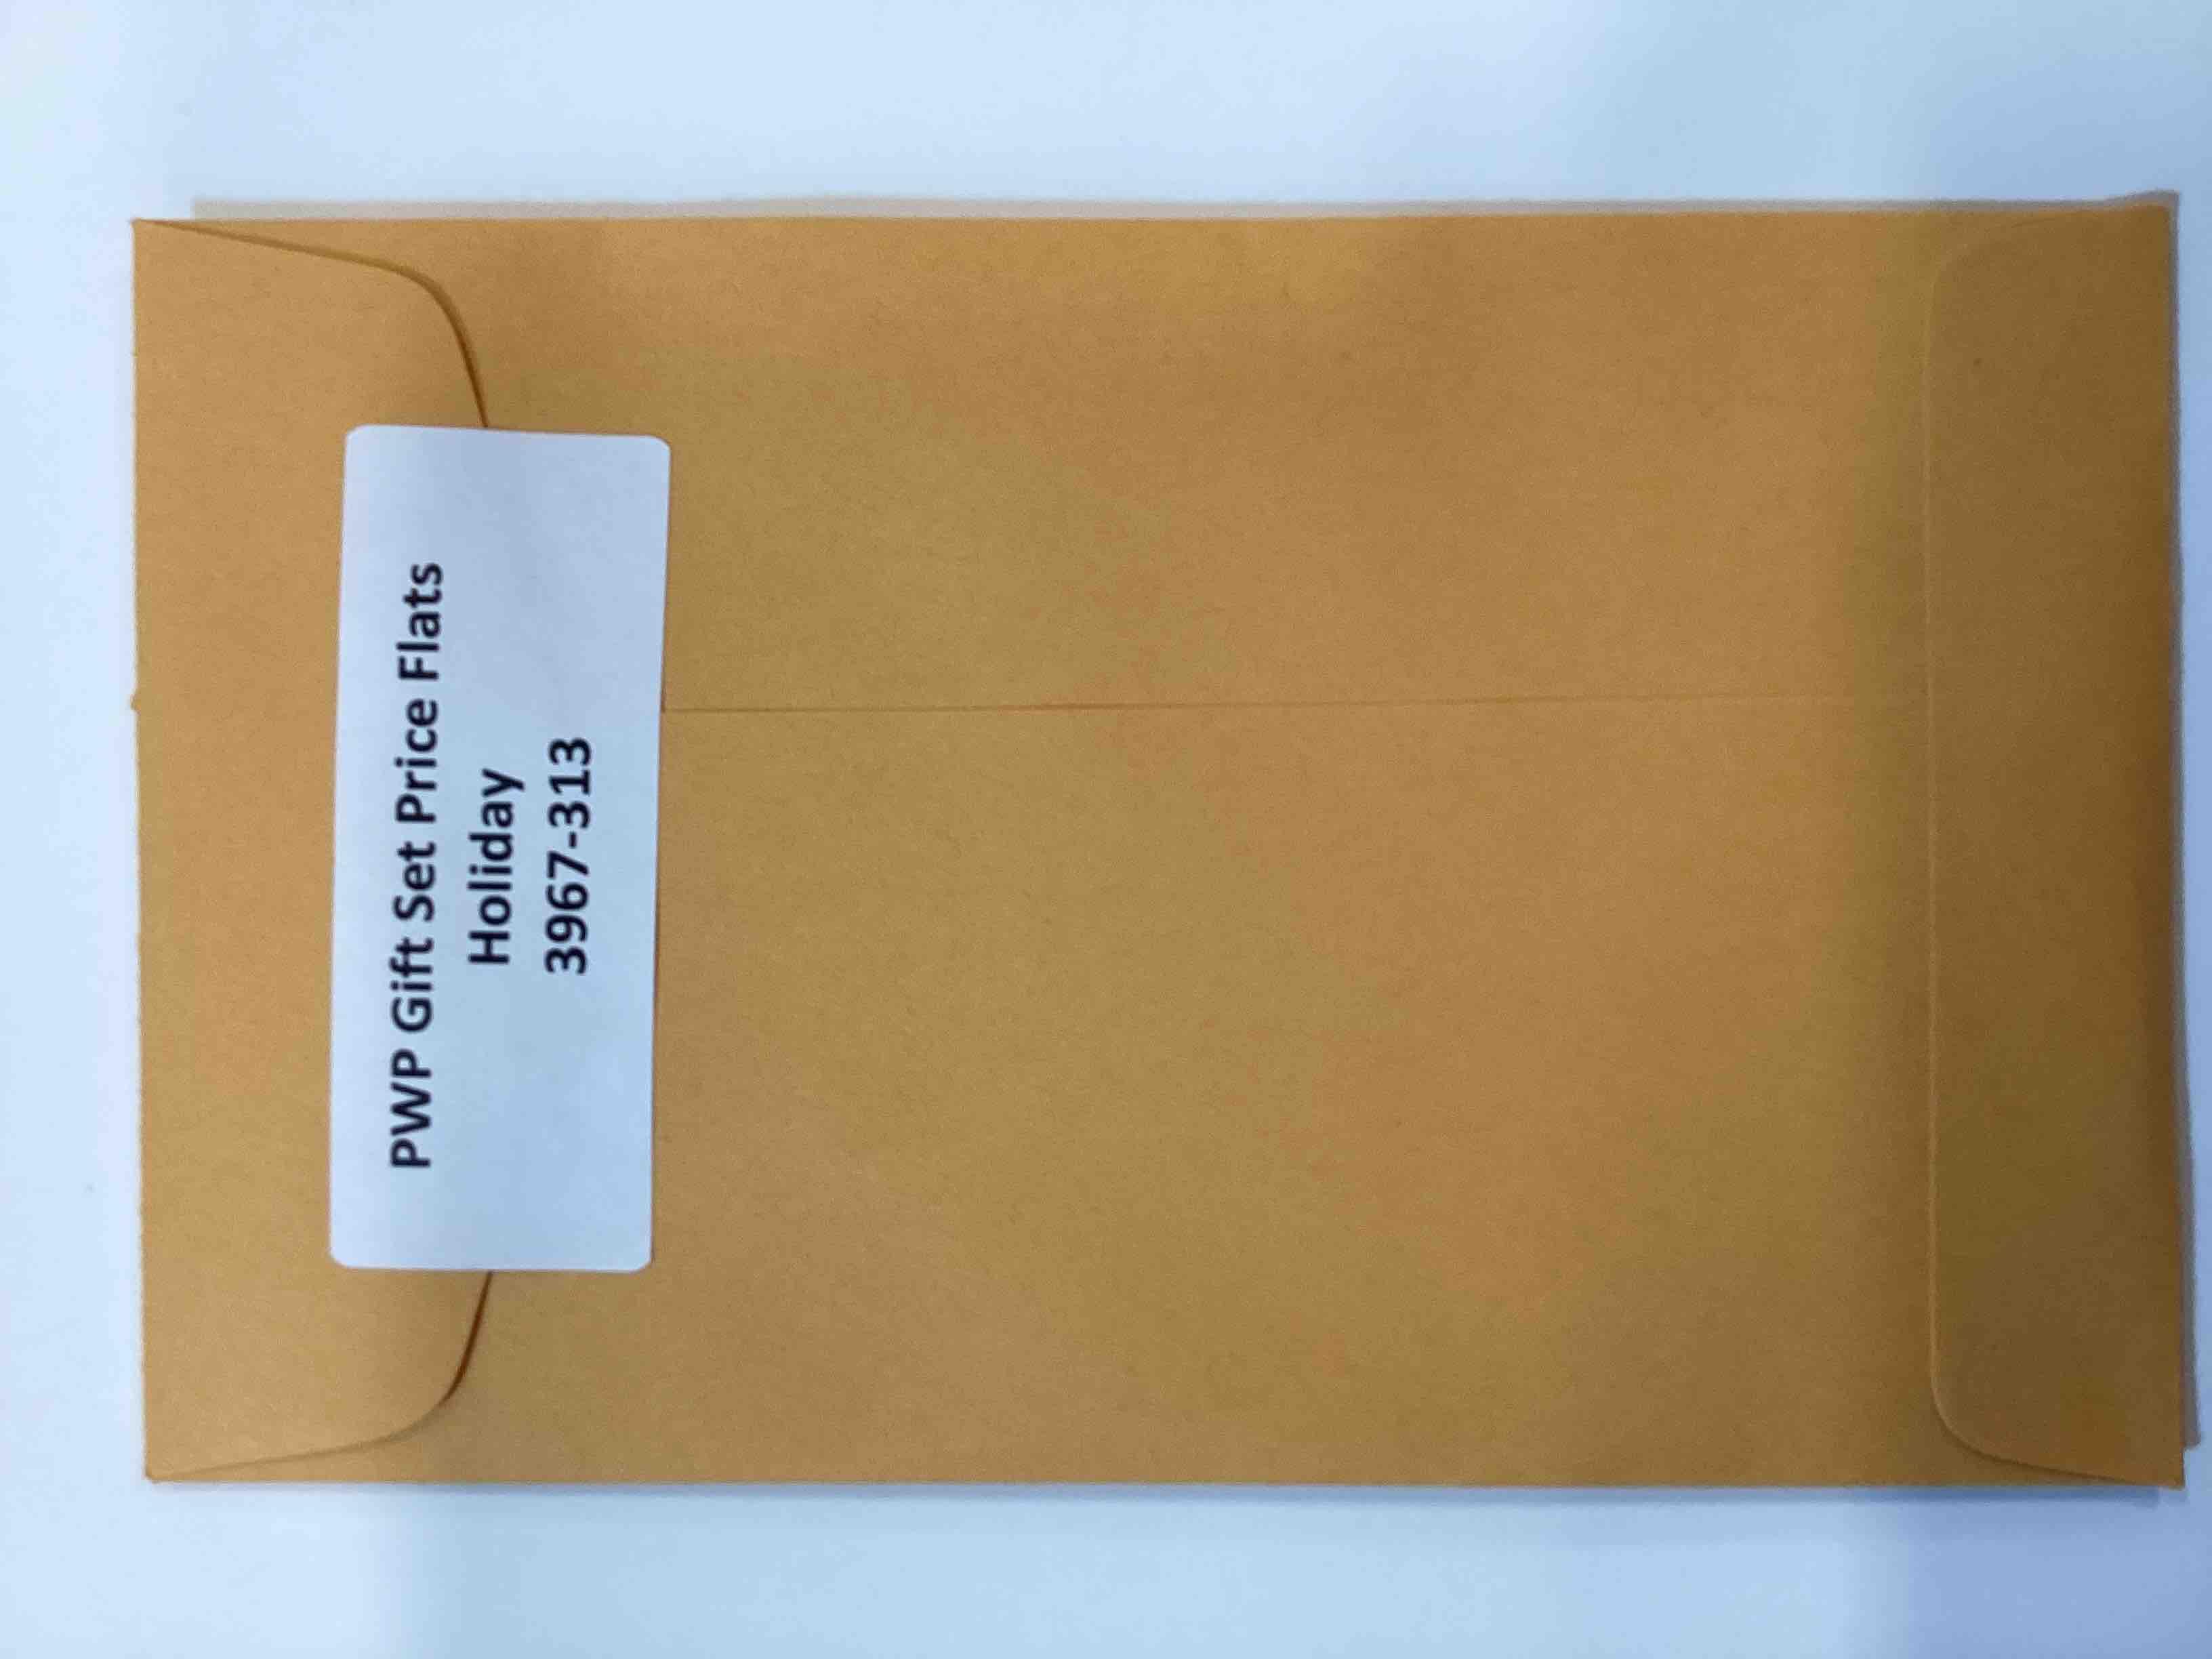 PWP Gift Set Price Flats
Holiday
3967-313